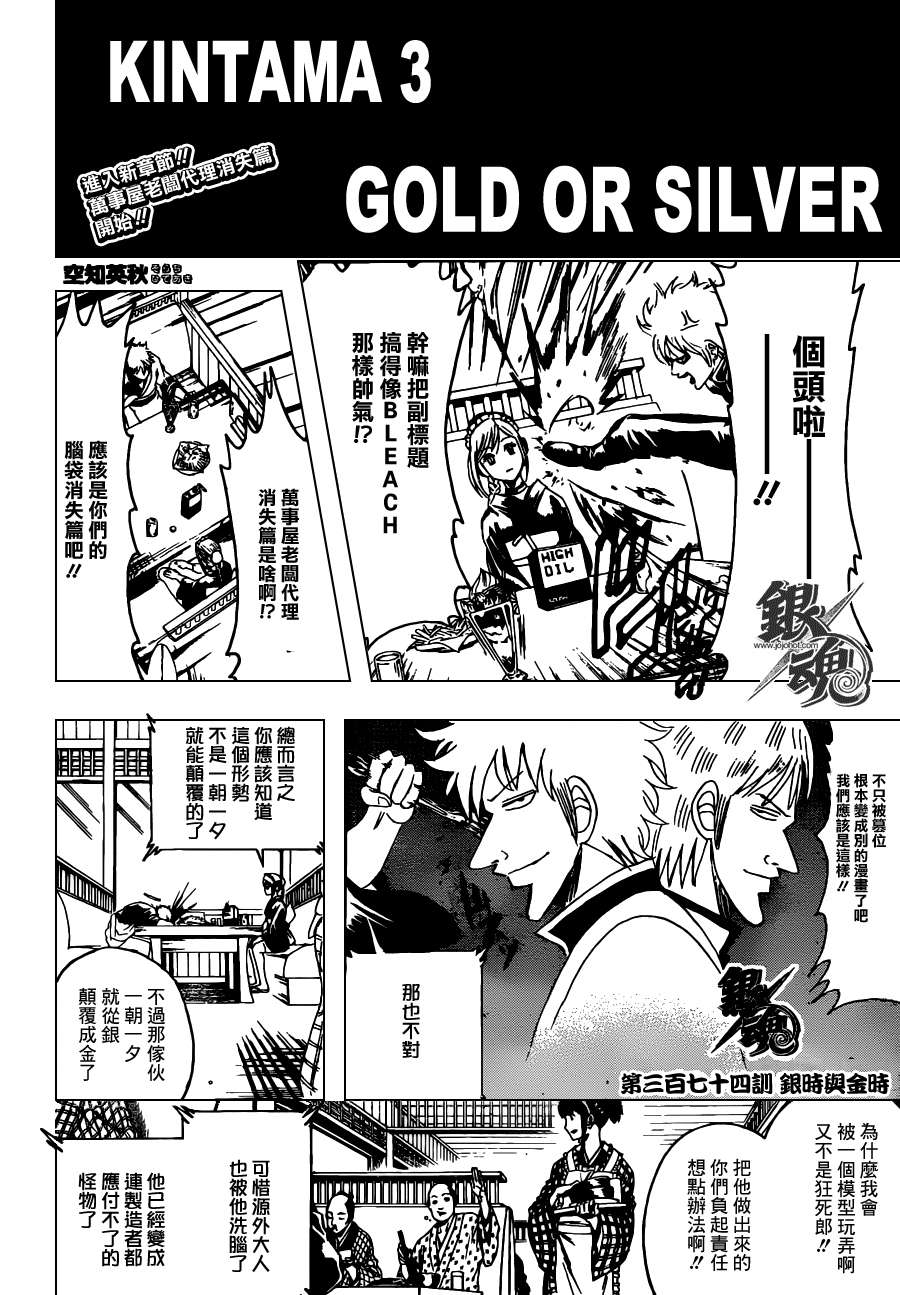 KINTAMA 3
GOLD OR SILVER
進入新章節!!
萬事屋老闆代理消失篇
開始!!
空知英秋
そらち
ひであき
——個頭啦——!!
幹嘛把副標題
搞得像BLEACH
那樣帥氣!?
HIGH
OIL
銀魂
www.jojohot.com
萬事屋老闆代理
消失篇是啥啊!?
應該是你們的
腦袋消失篇吧!!
不只被篡位
根本變成別的漫畫了吧
我們應該是這樣!!
那也不對
銀魂
第三百七十四訓 銀時與金時
總而言之
你應該知道
這個形勢
不是一朝一夕
就能顛覆的了
不過那傢伙
一朝一夕
就從銀
顛覆成金了
為什麼我會
被一個模型玩弄啊
又不是狂死郎!!
把他做出來的
你們負起責任
想點辦法啊!!
可惜源外大人
也被他洗腦了
他已經變成
連製造者都
應付不了的
怪物了